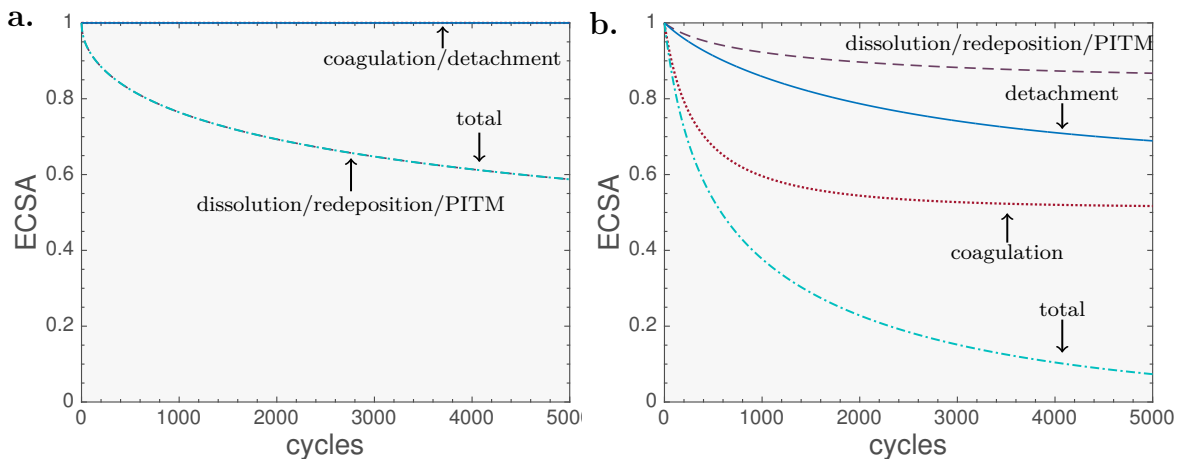 a.
1
0.8
0.6
0.4
0.2
0
ECSA
coagulation/detachment
total
dissolution/redeposition/PITM
0 1000 2000 3000 4000 5000
cycles
b.
1
0.8
0.6
0.4
0.2
0
ECSA
dissolution/redeposition/PITM
detachment
coagulation
total
0 1000 2000 3000 4000 5000
cycles